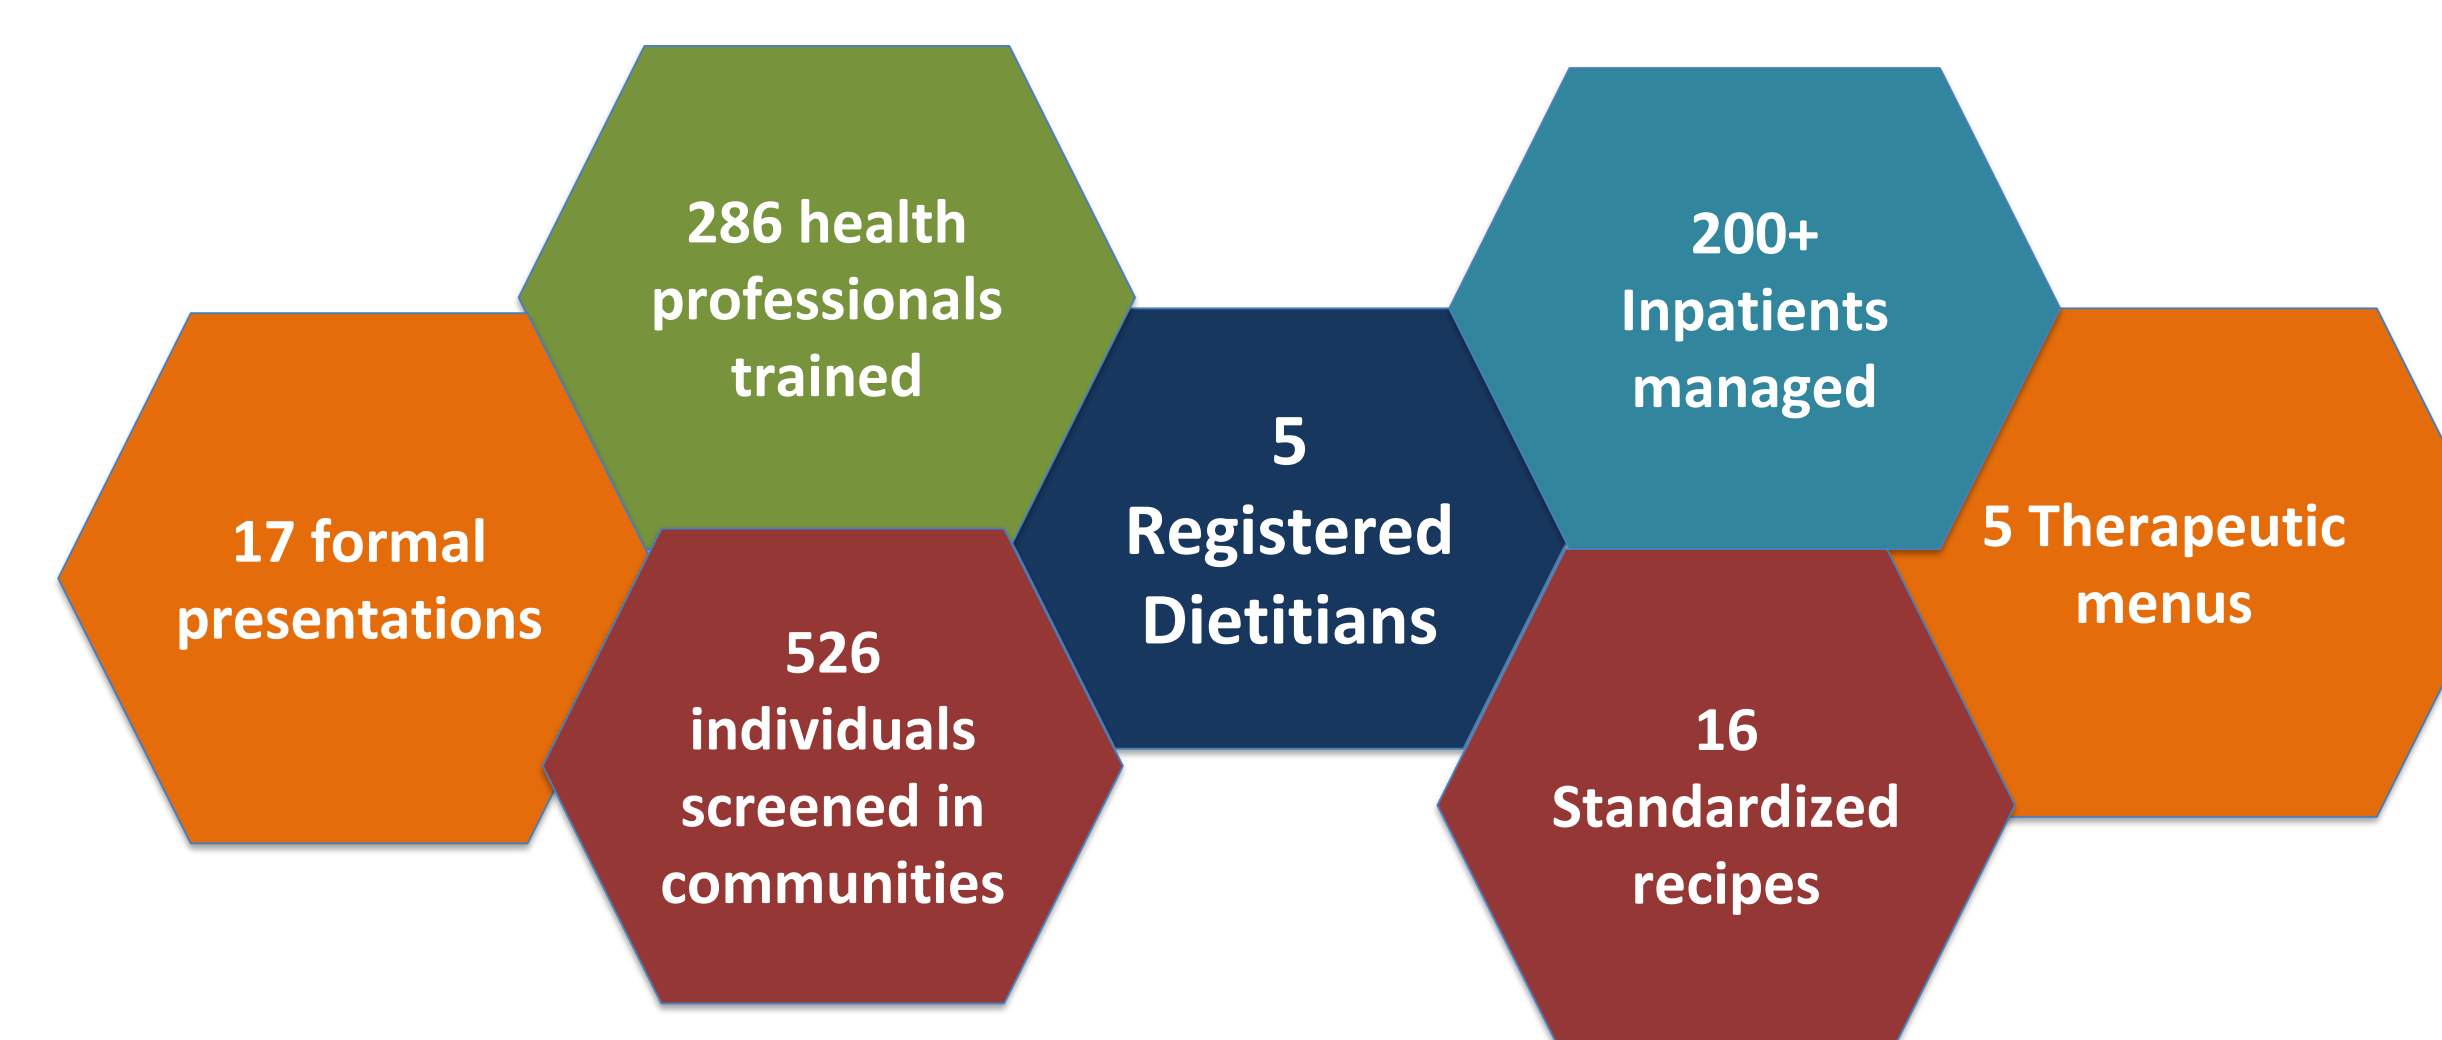 17 formal
presentations
286 health
professionals
trained
526
individuals
screened in
communities
5
Registered
Dietitians
200+
Inpatients
managed
16
Standardized
recipes
5 Therapeutic
menus